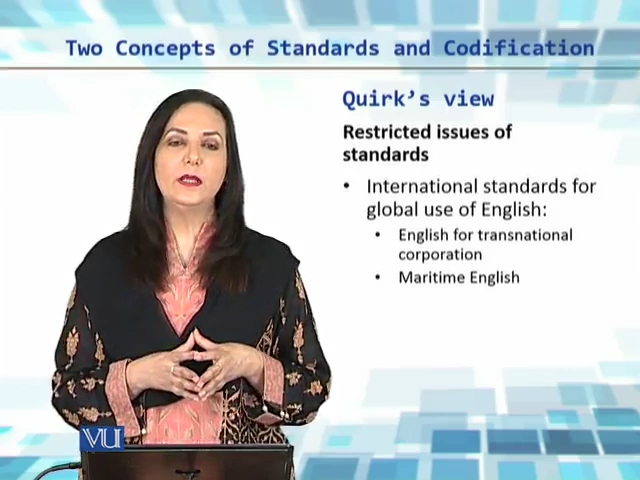 Two Concepts of Standards and Codification
Quirk's view
Restricted issues of
standards
• International standards for
global use of English:
• English for transnational
corporation
• Maritime English
VU